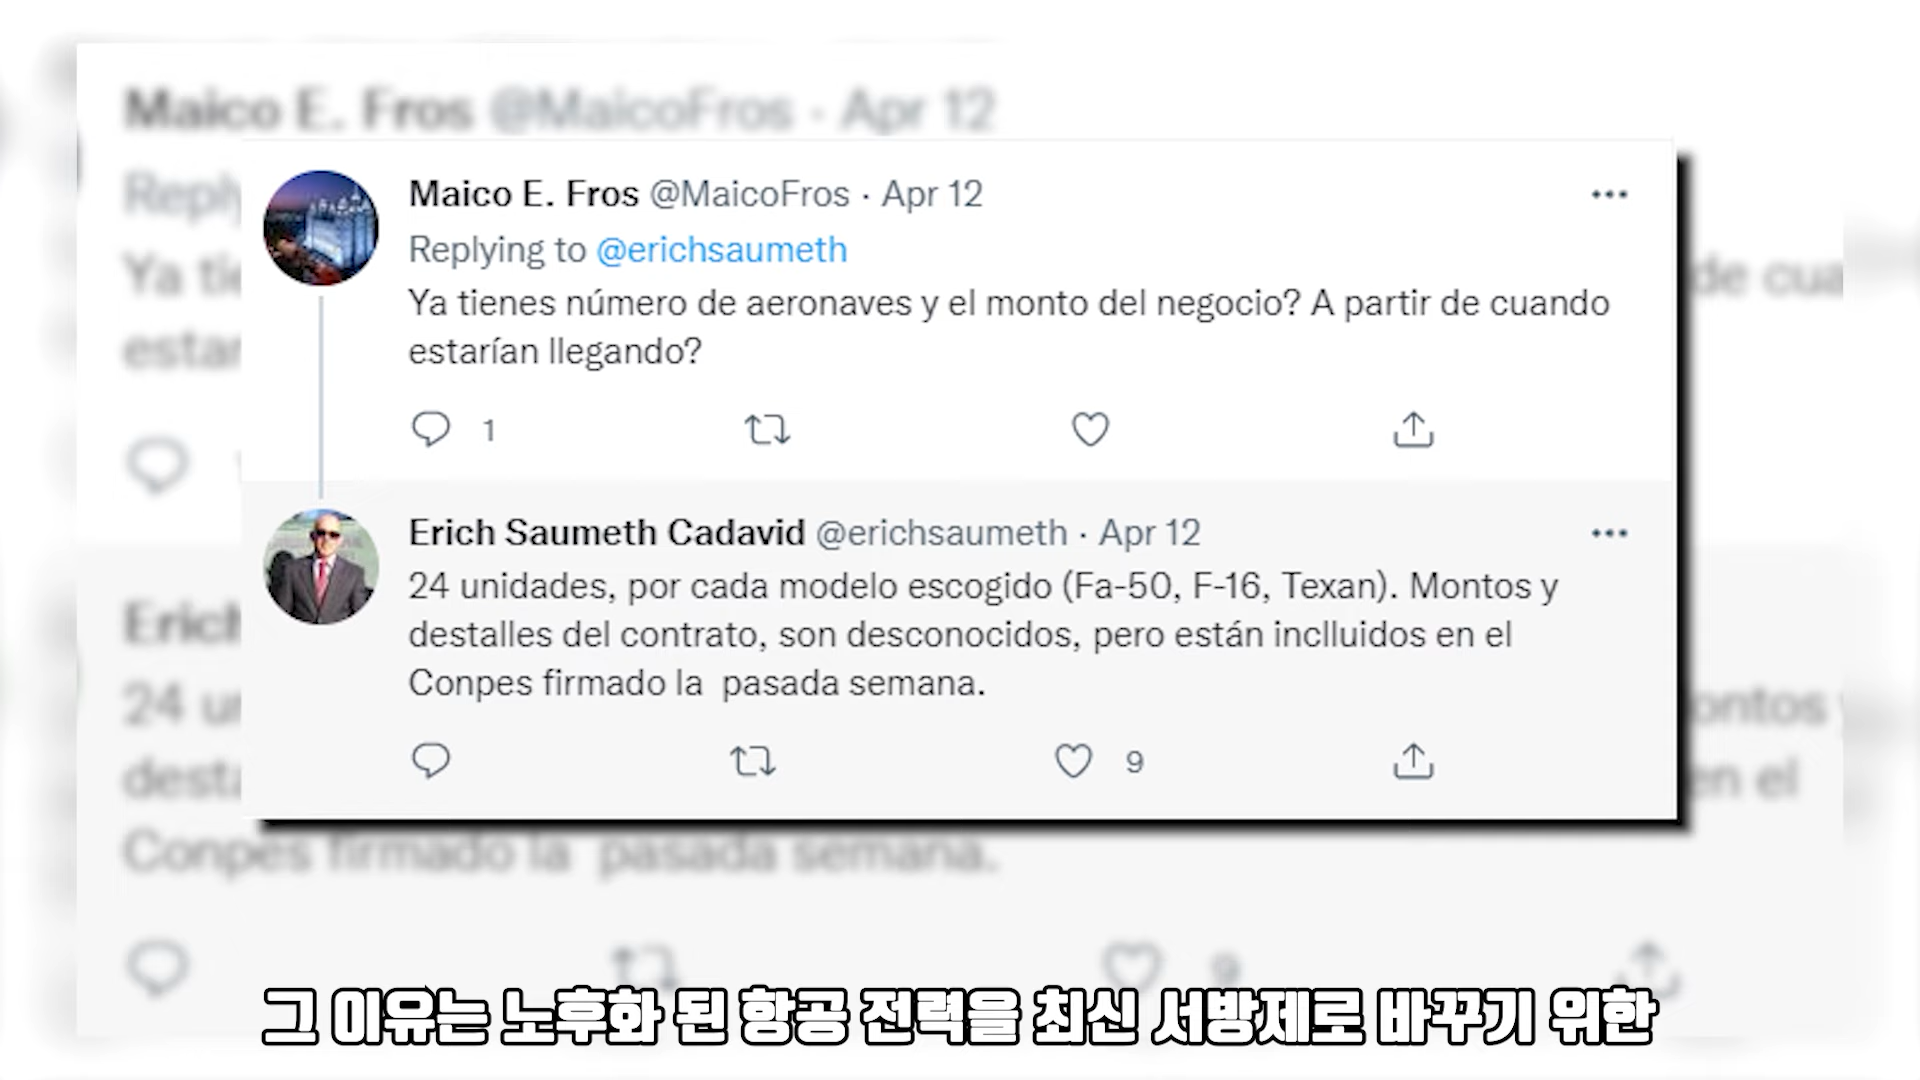 Maico E. Fros @MaicoFros · Apr 12
Replying to @erichsaumeth
Ya tienes número de aeronaves y el monto del negocio? A partir de cuando
estarían llegando?
1
Erich Saumeth Cadavid @erichsaumeth · Apr 12
24 unidades, por cada modelo escogido (Fa-50, F-16, Texan). Montos y
destalles del contrato, son desconocidos, pero están inclluidos en el
Conpes firmado la pasada semana.
9
그 이유는 노후화 된 항공 전력을 최신 서방제로 바꾸기 위한